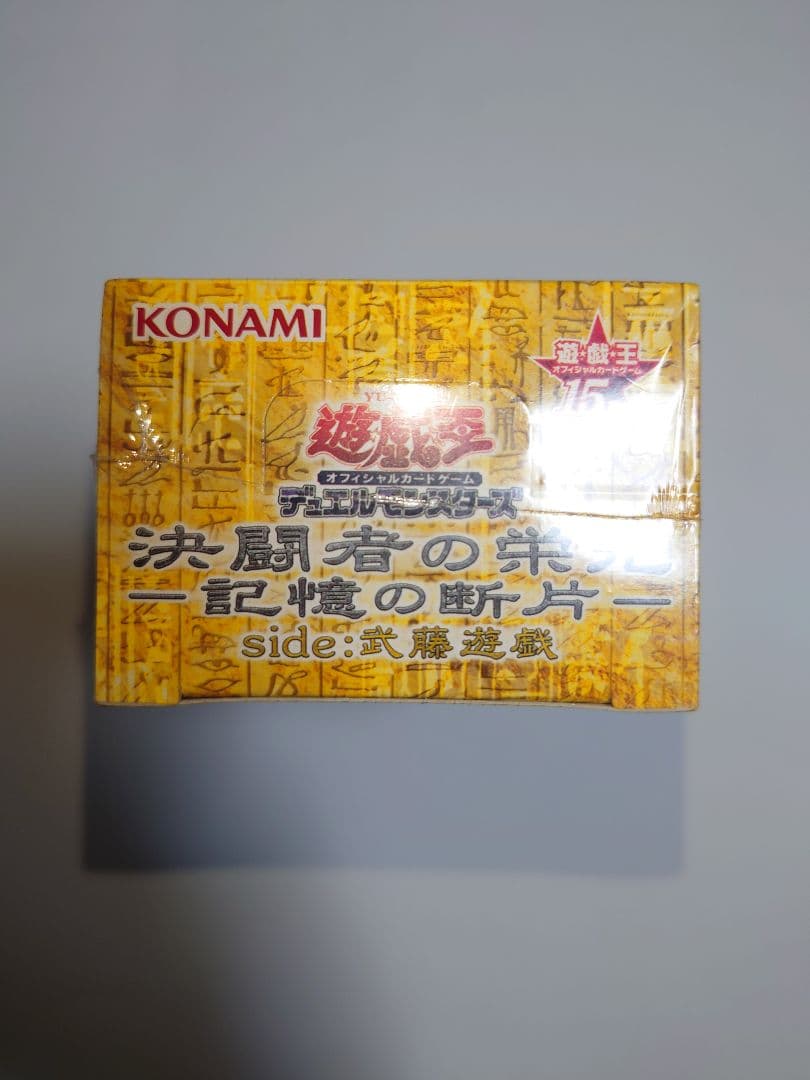 KONAMI
遊★戯★王
オフィシャルカードゲーム
15
遊戯王
オフィシャルカードゲーム
デュエルモンスターズ
決闘者の栄光
―記憶の断片―
side:武藤遊戯